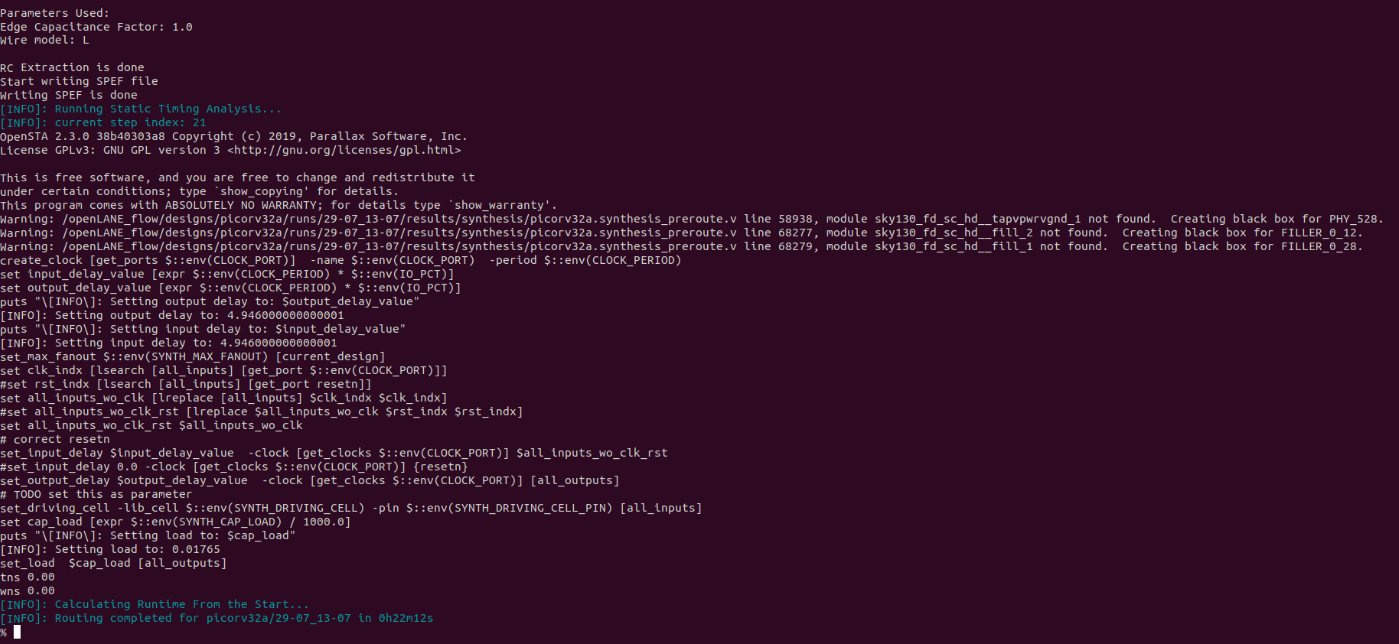 Parameters Used:
Edge Capacitance Factor: 1.0
Wire model: L
RC Extraction is done
Start writing SPEF file
Writing SPEF is done
[INFO]: Running Static Timing Analysis...
[INFO]: current step index: 21
OpenSTA 2.3.0 38b40303a8 Copyright (c) 2019, Parallax Software, Inc.
License GPLv3: GNU GPL version 3 <http://gnu.org/licenses/gpl.html>
This is free software, and you are free to change and redistribute it
under certain conditions; type `show_copying' for details.
This program comes with ABSOLUTELY NO WARRANTY; for details type `show_warranty'.
Warning: /openLANE_flow/designs/picorv32a/runs/29-07_13-07/results/synthesis/picorv32a.synthesis_preroute.v line 58938, module sky130_fd_sc_hd__tapvpwrvgnd_1 not found.  Creating black box for PHY_528.
Warning: /openLANE_flow/designs/picorv32a/runs/29-07_13-07/results/synthesis/picorv32a.synthesis_preroute.v line 68277, module sky130_fd_sc_hd__fill_2 not found.  Creating black box for FILLER_0_12.
Warning: /openLANE_flow/designs/picorv32a/runs/29-07_13-07/results/synthesis/picorv32a.synthesis_preroute.v line 68279, module sky130_fd_sc_hd__fill_1 not found.  Creating black box for FILLER_0_28.
create_clock [get_ports $::env(CLOCK_PORT)]  -name $::env(CLOCK_PORT)  -period $::env(CLOCK_PERIOD)
set input_delay_value [expr $::env(CLOCK_PERIOD) * $::env(IO_PCT)]
set output_delay_value [expr $::env(CLOCK_PERIOD) * $::env(IO_PCT)]
puts "\[INFO\]: Setting output delay to: $output_delay_value"
[INFO]: Setting output delay to: 4.946000000000001
puts "\[INFO\]: Setting input delay to: $input_delay_value"
[INFO]: Setting input delay to: 4.946000000000001
set_max_fanout $::env(SYNTH_MAX_FANOUT) [current_design]
set clk_indx [lsearch [all_inputs] [get_port $::env(CLOCK_PORT)]]
#set rst_indx [lsearch [all_inputs] [get_port resetn]]
set all_inputs_wo_clk [lreplace [all_inputs] $clk_indx $clk_indx]
#set all_inputs_wo_clk_rst [lreplace $all_inputs_wo_clk $rst_indx $rst_indx]
set all_inputs_wo_clk_rst $all_inputs_wo_clk
# correct resetn
set_input_delay $input_delay_value  -clock [get_clocks $::env(CLOCK_PORT)] $all_inputs_wo_clk_rst
#set_input_delay 0.0 -clock [get_clocks $::env(CLOCK_PORT)] {resetn}
set_output_delay $output_delay_value  -clock [get_clocks $::env(CLOCK_PORT)] [all_outputs]
# TODO set this as parameter
set_driving_cell -lib_cell $::env(SYNTH_DRIVING_CELL) -pin $::env(SYNTH_DRIVING_CELL_PIN) [all_inputs]
set cap_load [expr $::env(SYNTH_CAP_LOAD) / 1000.0]
puts "\[INFO\]: Setting load to: $cap_load"
[INFO]: Setting load to: 0.01765
set_load  $cap_load [all_outputs]
tns 0.00
wns 0.00
[INFO]: Calculating Runtime From the Start...
[INFO]: Routing completed for picorv32a/29-07_13-07 in 0h22m12s
%